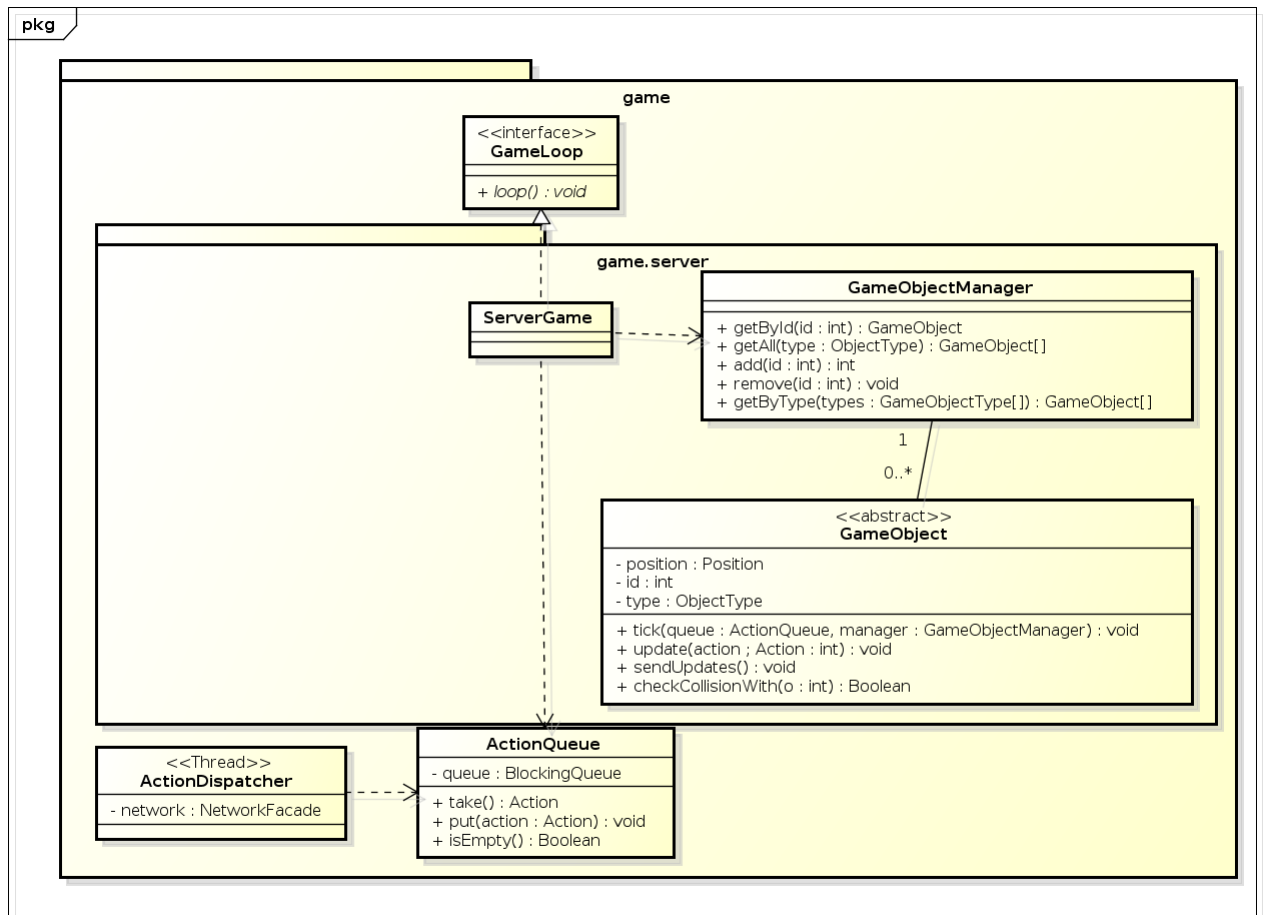 pkg
game
<<interface>>
GameLoop
+ loop() : void
game.server
ServerGame
GameObjectManager
+ getById(id : int) : GameObject
+ getAll(type : ObjectType) : GameObject[]
+ add(id : int) : int
+ remove(id : int) : void
+ getByType(types : GameObjectType[]) : GameObject[]
1
0..*
<<abstract>>
GameObject
- position : Position
- id : int
- type : ObjectType
+ tick(queue : ActionQueue, manager : GameObjectManager) : void
+ update(action ; Action : int) : void
+ sendUpdates() : void
+ checkCollisionWith(o : int) : Boolean
<<Thread>>
ActionDispatcher
- network : NetworkFacade
ActionQueue
- queue : BlockingQueue
+ take() : Action
+ put(action : Action) : void
+ isEmpty() : Boolean